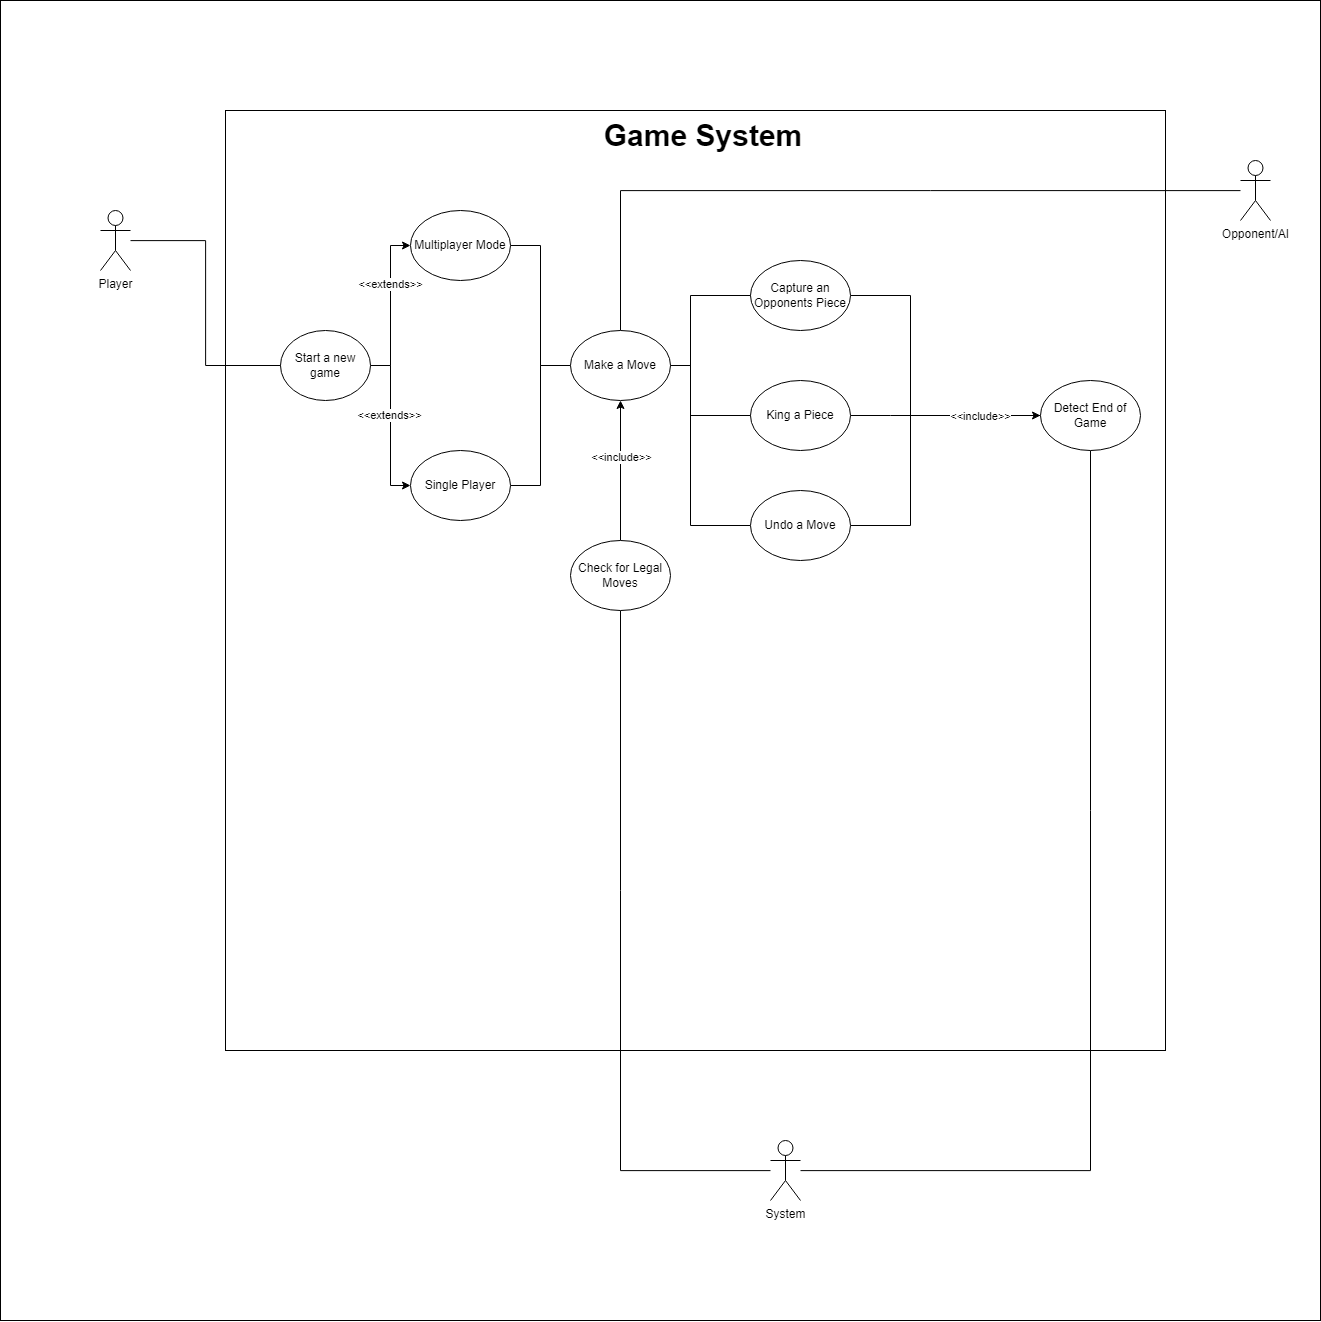 Game System
Player
Opponent/AI
Multiplayer Mode
<<extends>>
Start a new
game
<<extends>>
Single Player
Make a Move
<<include>>
Check for Legal
Moves
Capture an
Opponents Piece
King a Piece
Undo a Move
<<include>>
Detect End of
Game
System